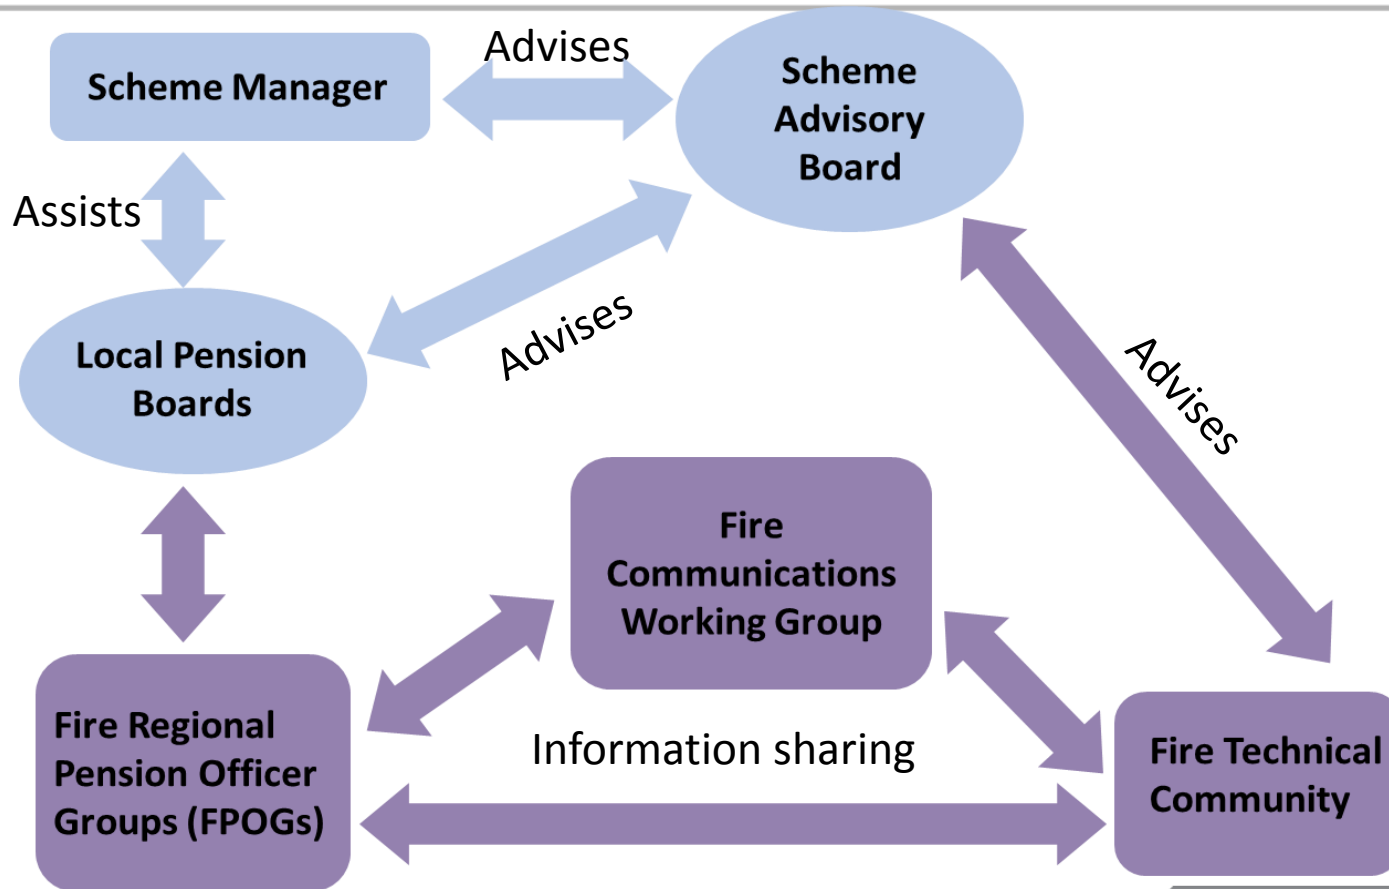 Advises
Scheme Manager
Scheme
Advisory
Board
Assists
Advises
Local Pension
Boards
Advises
Fire
Communications
Working Group
Fire Regional
Pension Officer
Groups (FPOGs)
Information sharing
Fire Technical
Community